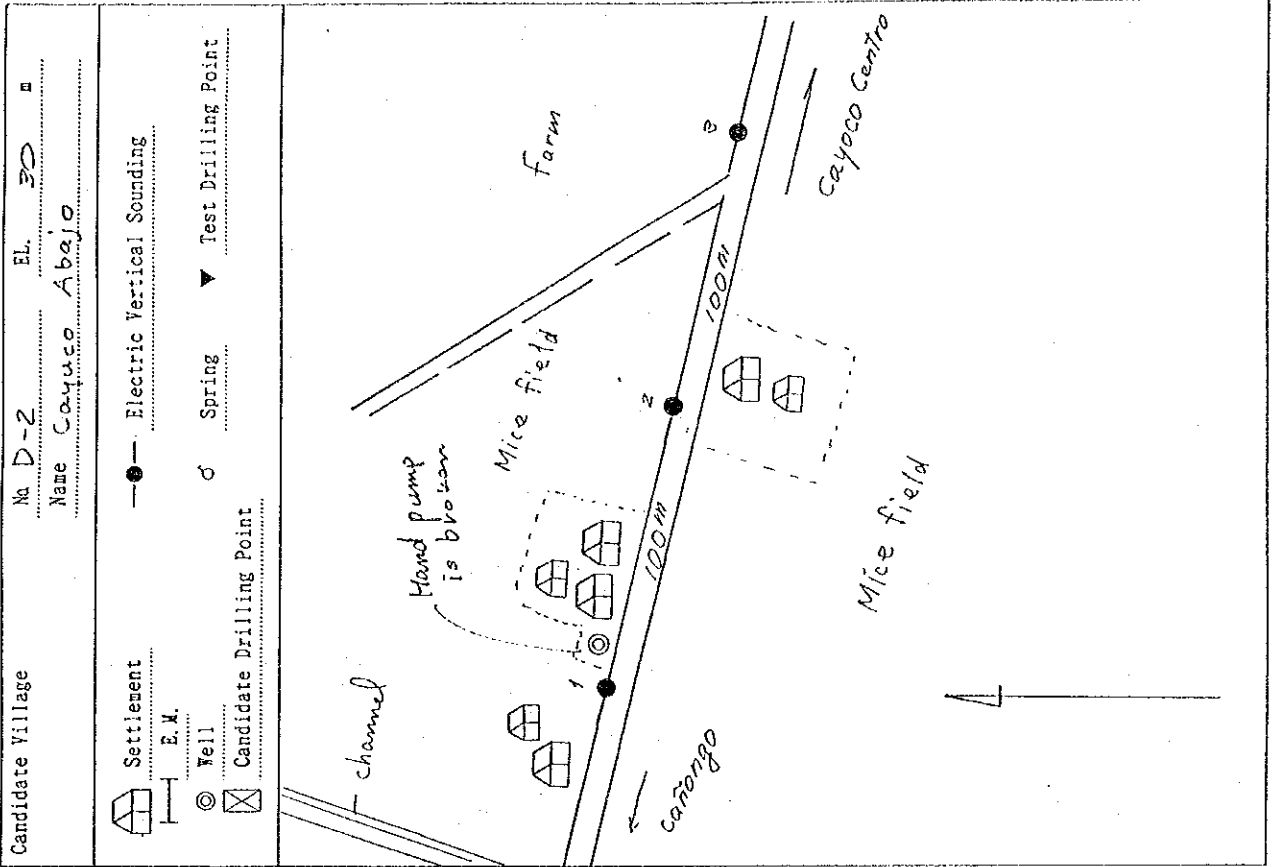 Candidate Village
No D-2
EL. 30 m
Name Cayuco Abajo
Settlement
E.M.
Well
Candidate Drilling Point
Electric Vertical Sounding
Spring
Test Drilling Point
channel
Hand pump
is broken
Mice field
Farm
1
2
3
100m
100m
Mice field
cañongo
Cayoco Centro